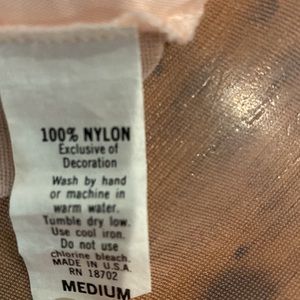 100% NYLON
Exclusive of
Decoration
Wash by hand
or machine in
warm water.
Tumble dry low.
Use cool iron.
Do not use
chlorine bleach.
MADE IN U.S.A.
RN 18702
MEDIUM